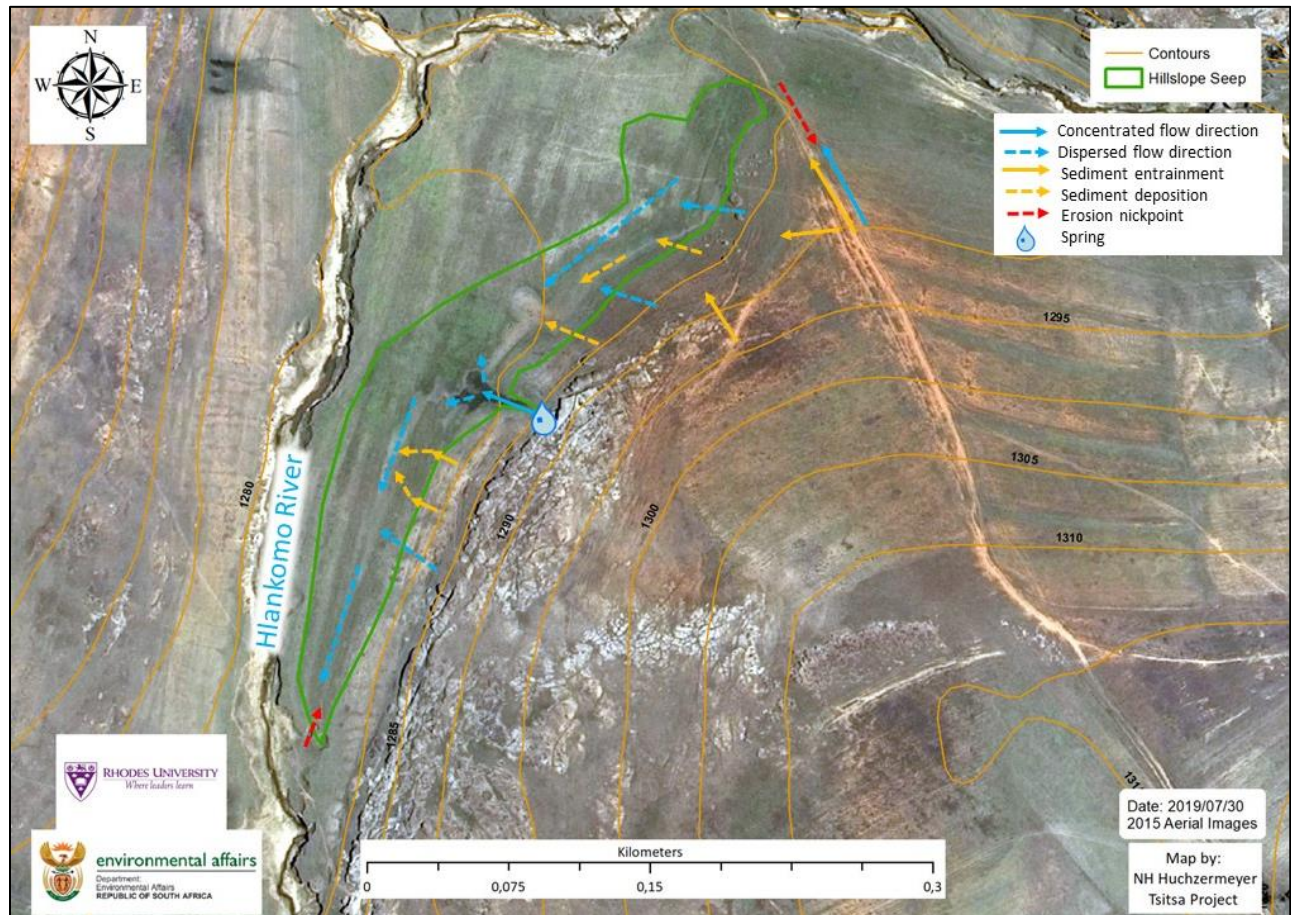 N
W
E
S
Contours
Hillslope Seep
Concentrated flow direction
Dispersed flow direction
Sediment entrainment
Sediment deposition
Erosion nickpoint
Spring
1295
1305
1280
1290
1300
1310
Hlankomo River
1285
RHODES UNIVERSITY
Where leaders learn
environmental affairs
Department:
Environmental Affairs
REPUBLIC OF SOUTH AFRICA
Kilometers
0
0,075
0,15
0,3
Date: 2019/07/30
2015 Aerial Images
Map by:
NH Huchzermeyer
Tsitsa Project